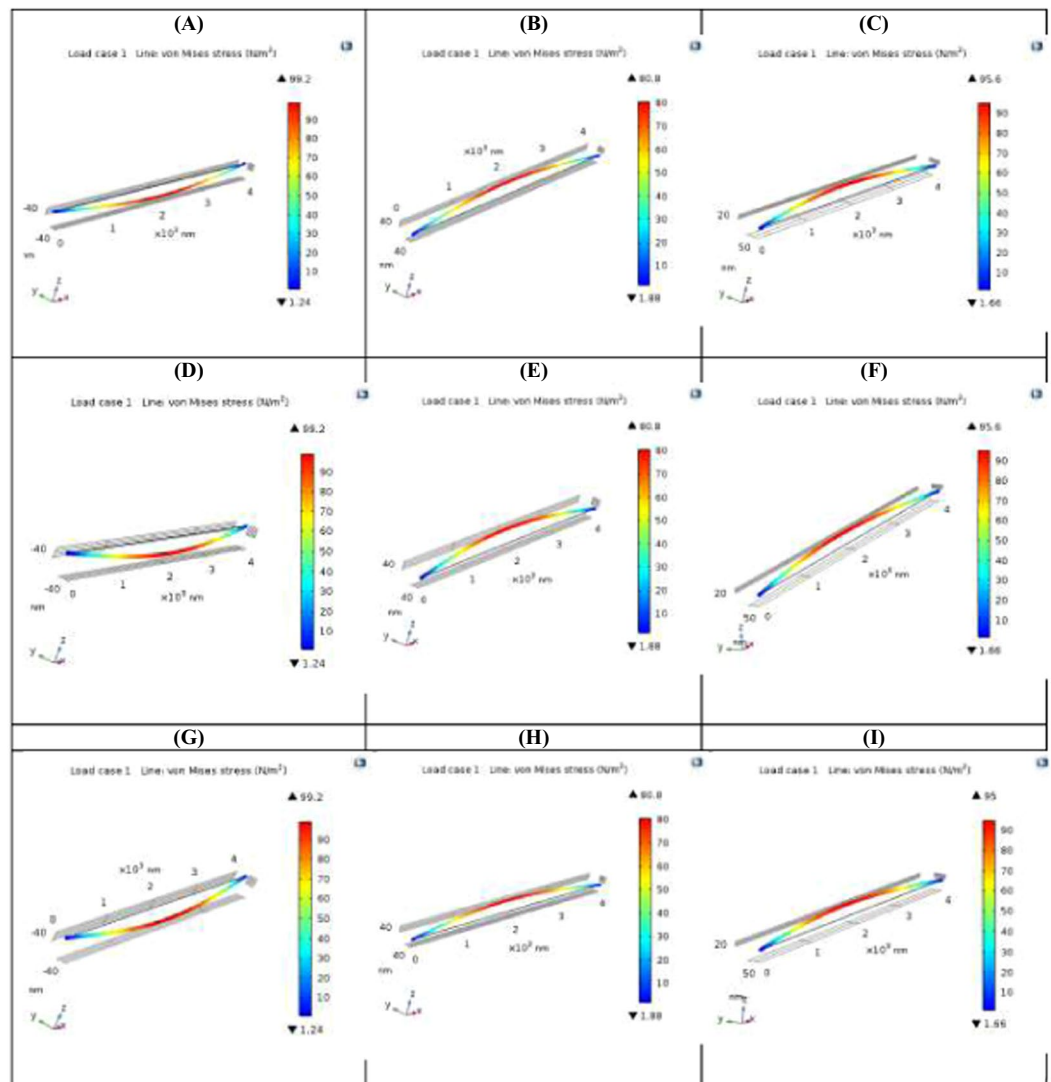 (A)
Load case 1 Line: von Mises stress (N/m²)
▲ 99.2
90
80
70
60
50
40
30
20
10
▼ 1.24
-40
-40
0
1
2
3
4
×10³ nm
y
z
x
(B)
Load case 1 Line: von Mises stress (N/m²)
▲ 80.8
80
70
60
50
40
30
20
10
▼ 1.88
4
3
×10³ nm
2
1
0
40
40
nm
y
z
x
(C)
Load case 1 Line: von Mises stress (N/m²)
▲ 95.6
90
80
70
60
50
40
30
20
10
▼ 1.66
20
50
0
1
2
3
4
×10³ nm
nm
y
z
x
(D)
Load case 1 Line: von Mises stress (N/m²)
▲ 99.2
90
80
70
60
50
40
30
20
10
▼ 1.24
-40
-40
0
1
2
3
4
×10³ nm
nm
y
z
x
(E)
Load case 1 Line: von Mises stress (N/m²)
▲ 80.8
80
70
60
50
40
30
20
10
▼ 1.88
40
40
0
1
2
3
4
×10³ nm
nm
y
z
x
(F)
Load case 1 Line: von Mises stress (N/m²)
▲ 95.6
90
80
70
60
50
40
30
20
10
▼ 1.66
20
50
0
1
2
3
4
×10³ nm
y
z
x
(G)
Load case 1 Line: von Mises stress (N/m²)
▲ 99.2
90
80
70
60
50
40
30
20
10
▼ 1.24
4
3
×10³ nm
2
1
0
-40
-40
nm
y
z
x
(H)
Load case 1 Line: von Mises stress (N/m²)
▲ 80.8
80
70
60
50
40
30
20
10
▼ 1.88
40
40
0
1
2
3
4
×10³ nm
nm
y
z
x
(I)
Load case 1 Line: von Mises stress (N/m²)
▲ 95
90
80
70
60
50
40
30
20
10
▼ 1.66
20
50
0
1
2
3
4
×10³ nm
y
x